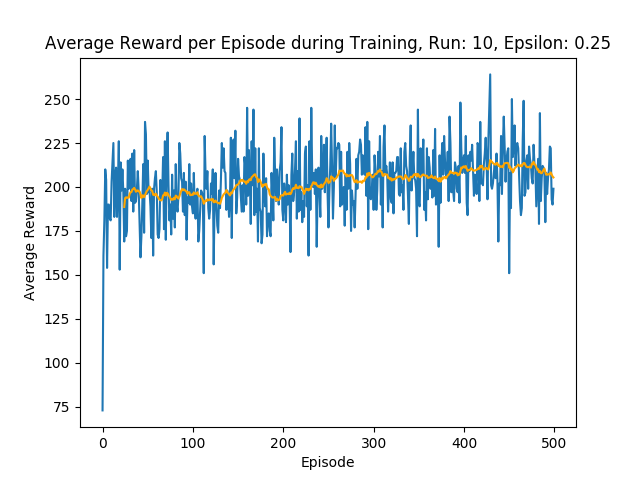 Average Reward per Episode during Training, Run: 10, Epsilon: 0.25
Average Reward
250
225
200
175
150
125
100
75
0 100 200 300 400 500
Episode